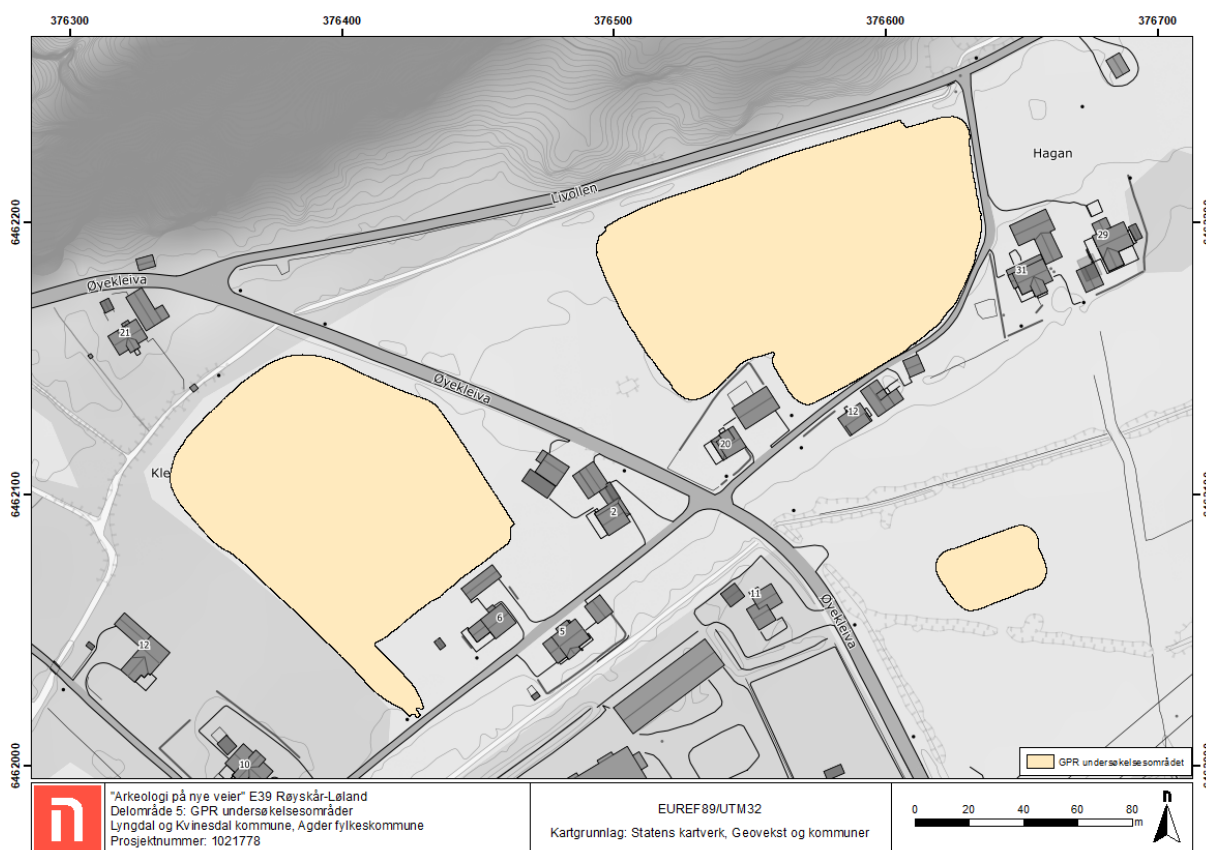 376300 376400 376500 376600 376700
6462200
6462100
6462000
Hagan
Livollen
Øyekleiva
29
31
21
Øyekleiva
12
20
Kle
2
11
6
5
Øyekleiva
12
10
GPR undersøkelsesområdet
"Arkeologi på nye veier" E39 Røyskår-Løland
Delområde 5: GPR undersøkelsesområder
Lyngdal og Kvinesdal kommune, Agder fylkeskommune
Prosjektnummer: 1021778
EUREF89/UTM32
Kartgrunlag: Statens kartverk, Geovekst og kommuner
0 20 40 60 80
m
n